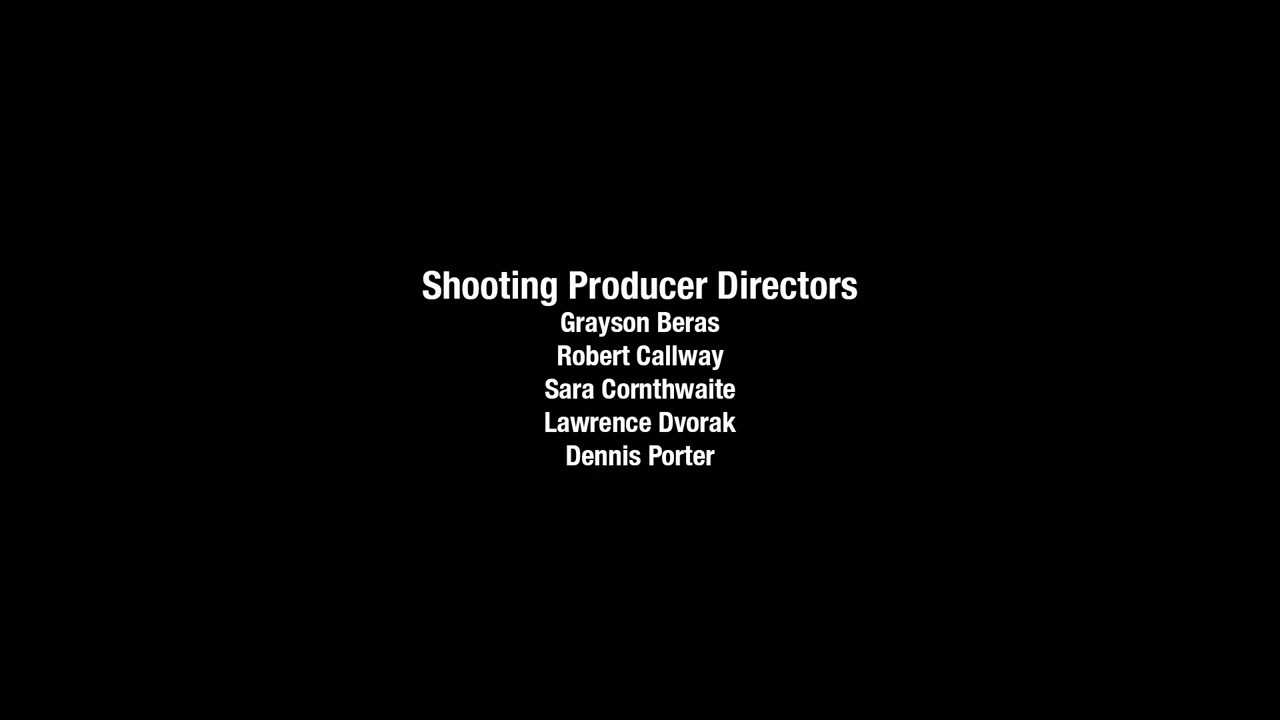 Shooting Producer Directors
Grayson Beras
Robert Callway
Sara Cornthwaite
Lawrence Dvorak
Dennis Porter